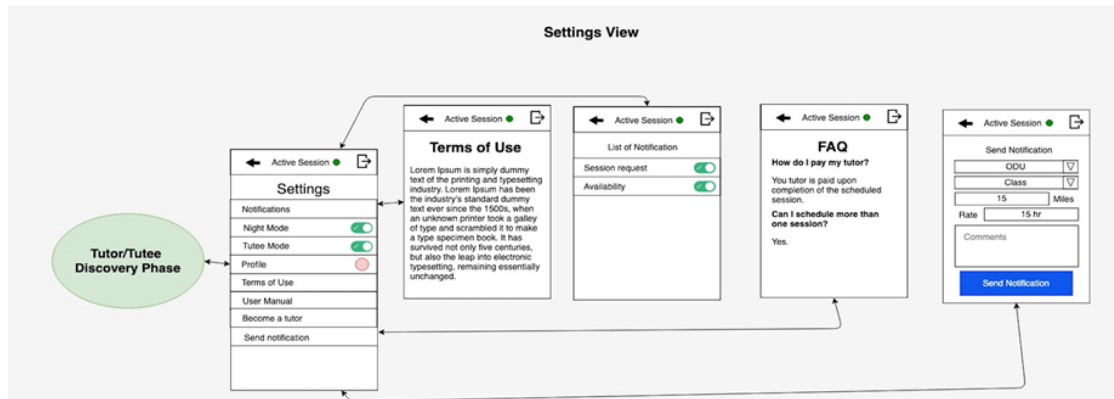 Settings View
Tutor/Tutee
Discovery Phase
Active Session
Settings
Notifications
Night Mode
Tutee Mode
Profile
Terms of Use
User Manual
Become a tutor
Send notification
Active Session
Terms of Use
Lorem Ipsum is simply dummy
text of the printing and typesetting
industry. Lorem Ipsum has been
the industry's standard dummy
text ever since the 1500s, when
an unknown printer took a galley
of type and scrambled it to make
a type specimen book. It has
survived not only five centuries,
but also the leap into electronic
typesetting, remaining essentially
unchanged.
Active Session
List of Notification
Session request
Availability
Active Session
FAQ
How do I pay my tutor?
You tutor is paid upon
completion of the scheduled
session.
Can I schedule more than
one session?
Yes.
Active Session
Send Notification
ODU
Class
15 Miles
Rate 15 hr
Comments
Send Notification